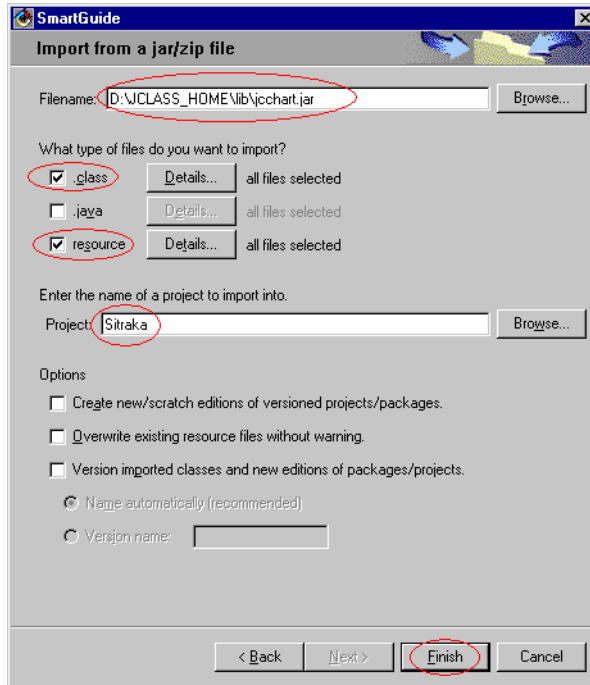 SmartGuide
Import from a jar/zip file
Filename: D:\JCLASS_HOME\lib\jcchart.jar Browse...
What type of files do you want to import?
.class Details... all files selected
.java Details... all files selected
resource Details... all files selected
Enter the name of a project to import into.
Project: Sitraka Browse...
Options
Create new/scratch editions of versioned projects/packages.
Overwrite existing resource files without warning.
Version imported classes and new editions of packages/projects.
Name automatically (recommended)
Version name:
< Back Next > Finish Cancel